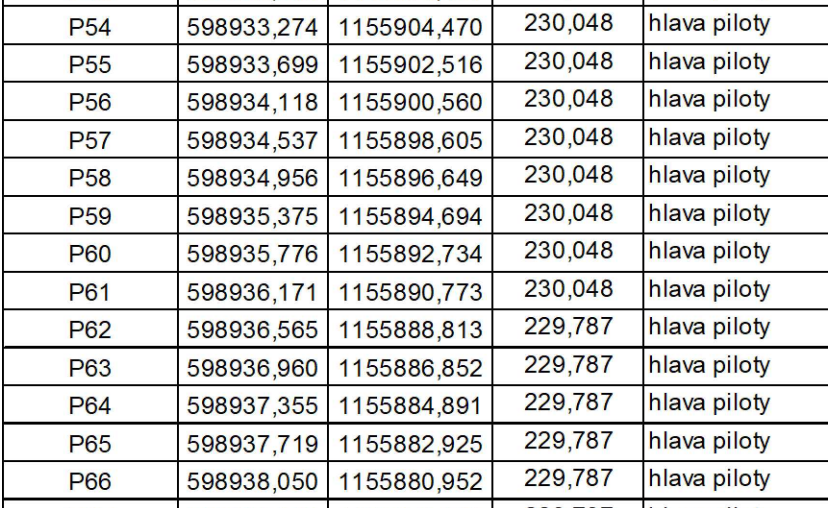 P54 598933,274 1155904,470 230,048 hlava piloty
P55 598933,699 1155902,516 230,048 hlava piloty
P56 598934,118 1155900,560 230,048 hlava piloty
P57 598934,537 1155898,605 230,048 hlava piloty
P58 598934,956 1155896,649 230,048 hlava piloty
P59 598935,375 1155894,694 230,048 hlava piloty
P60 598935,776 1155892,734 230,048 hlava piloty
P61 598936,171 1155890,773 230,048 hlava piloty
P62 598936,565 1155888,813 229,787 hlava piloty
P63 598936,960 1155886,852 229,787 hlava piloty
P64 598937,355 1155884,891 229,787 hlava piloty
P65 598937,719 1155882,925 229,787 hlava piloty
P66 598938,050 1155880,952 229,787 hlava piloty